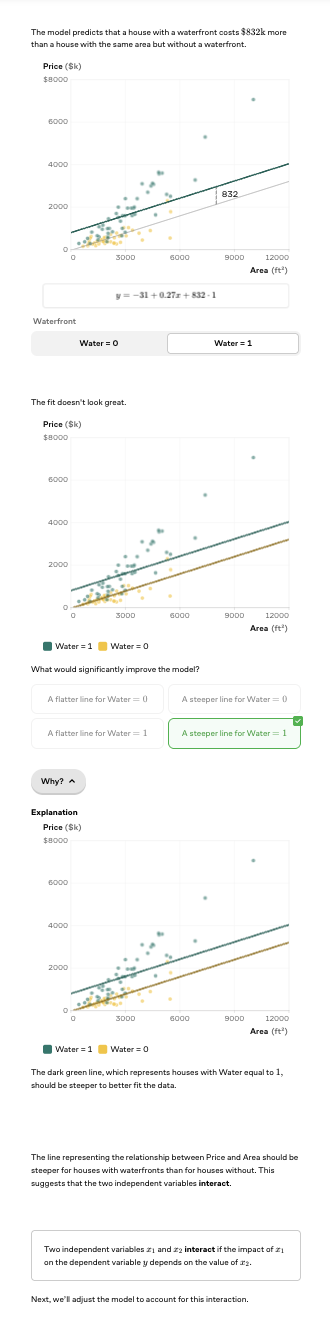 The model predicts that a house with a waterfront costs $832k more
than a house with the same area but without a waterfront.
Price ($k)
$8000
6000
4000
2000
0
832
0 3000 6000 9000 12000
Area (ft²)
y = −31 + 0.27x + 832 · 1
Waterfront
Water = 0 Water = 1
The fit doesn't look great.
Price ($k)
$8000
6000
4000
2000
0
0 3000 6000 9000 12000
Area (ft²)
Water = 1 Water = 0
What would significantly improve the model?
A flatter line for Water = 0 A steeper line for Water = 0
A flatter line for Water = 1 A steeper line for Water = 1
Why?
Explanation
Price ($k)
$8000
6000
4000
2000
0
0 3000 6000 9000 12000
Area (ft²)
Water = 1 Water = 0
The dark green line, which represents houses with Water equal to 1,
should be steeper to better fit the data.
The line representing the relationship between Price and Area should be
steeper for houses with waterfronts than for houses without. This
suggests that the two independent variables interact.
Two independent variables x₁ and x₂ interact if the impact of x₁
on the dependent variable y depends on the value of x₂.
Next, we'll adjust the model to account for this interaction.